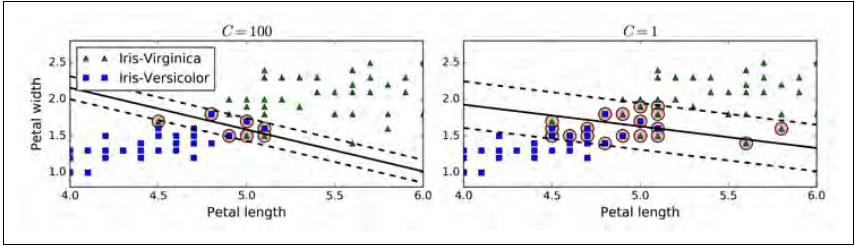 C = 100
Iris-Virginica
Iris-Versicolor
Petal width
2.5
2.0
1.5
1.0
4.0 4.5 5.0 5.5 6.0
Petal length
C = 1
2.5
2.0
1.5
1.0
4.0 4.5 5.0 5.5 6.0
Petal length